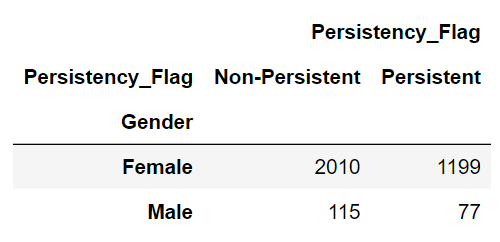 Persistency_Flag
Persistency_Flag Non-Persistent Persistent
Gender
Female 2010 1199
Male 115 77